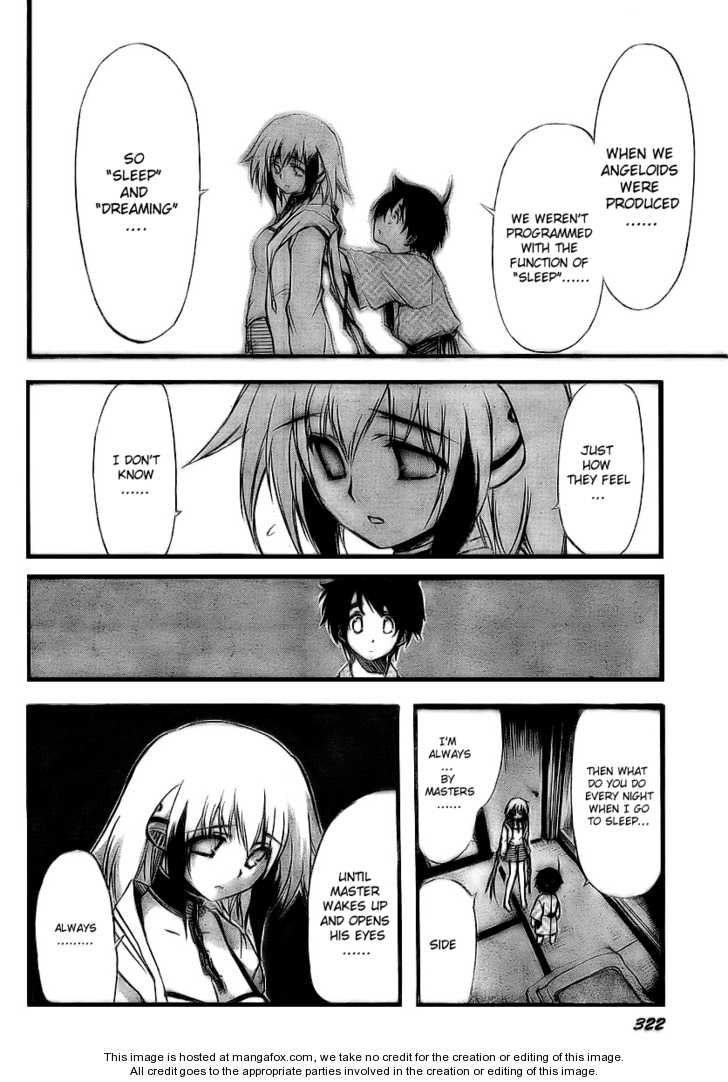 WHEN WE
ANGELOIDS
WERE
PRODUCED
......
WE WEREN'T
PROGRAMMED
WITH THE
FUNCTION OF
"SLEEP"......
SO
"SLEEP"
AND
"DREAMING"
....
JUST
HOW
THEY FEEL
...
I DON'T
KNOW
......
THEN WHAT
DO YOU DO
EVERY NIGHT
WHEN I GO
TO SLEEP...
I'M
ALWAYS
...
BY
MASTERS
......
SIDE
UNTIL
MASTER
WAKES UP
AND OPENS
HIS EYES
......
ALWAYS
.........
322
This image is hosted at mangafox.com, we take no credit for the creation or editing of this image.
All credit goes to the appropriate parties involved in the creation or editing of this image.